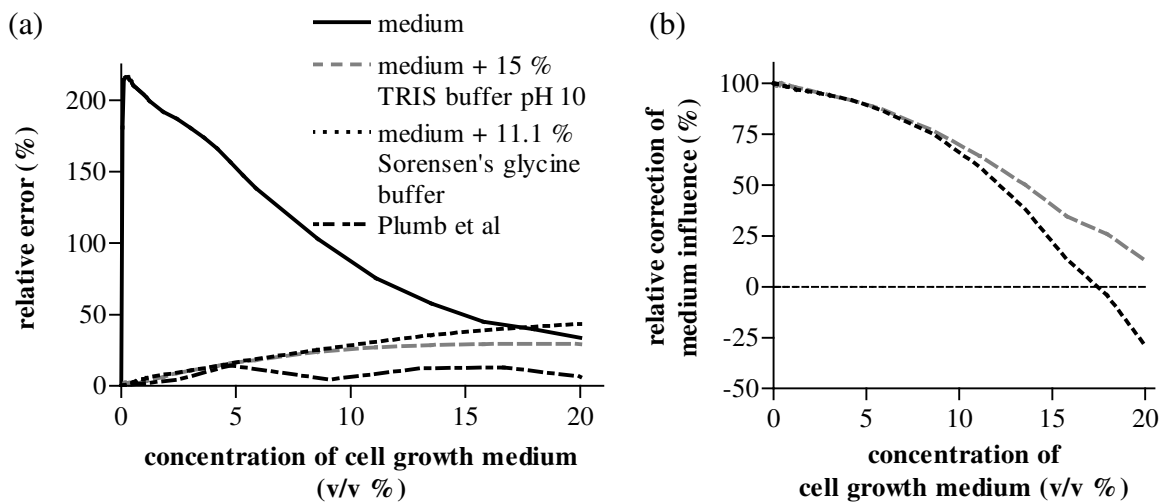 (a)
relative error (%)
200
150
100
50
0
0 5 10 15 20
concentration of cell growth medium
(v/v %)
medium
medium + 15 %
TRIS buffer pH 10
medium + 11.1 %
Sorensen's glycine
buffer
Plumb et al
(b)
relative correction of
medium influence (%)
100
75
50
25
0
-25
-50
0 5 10 15 20
concentration of
cell growth medium (v/v %)